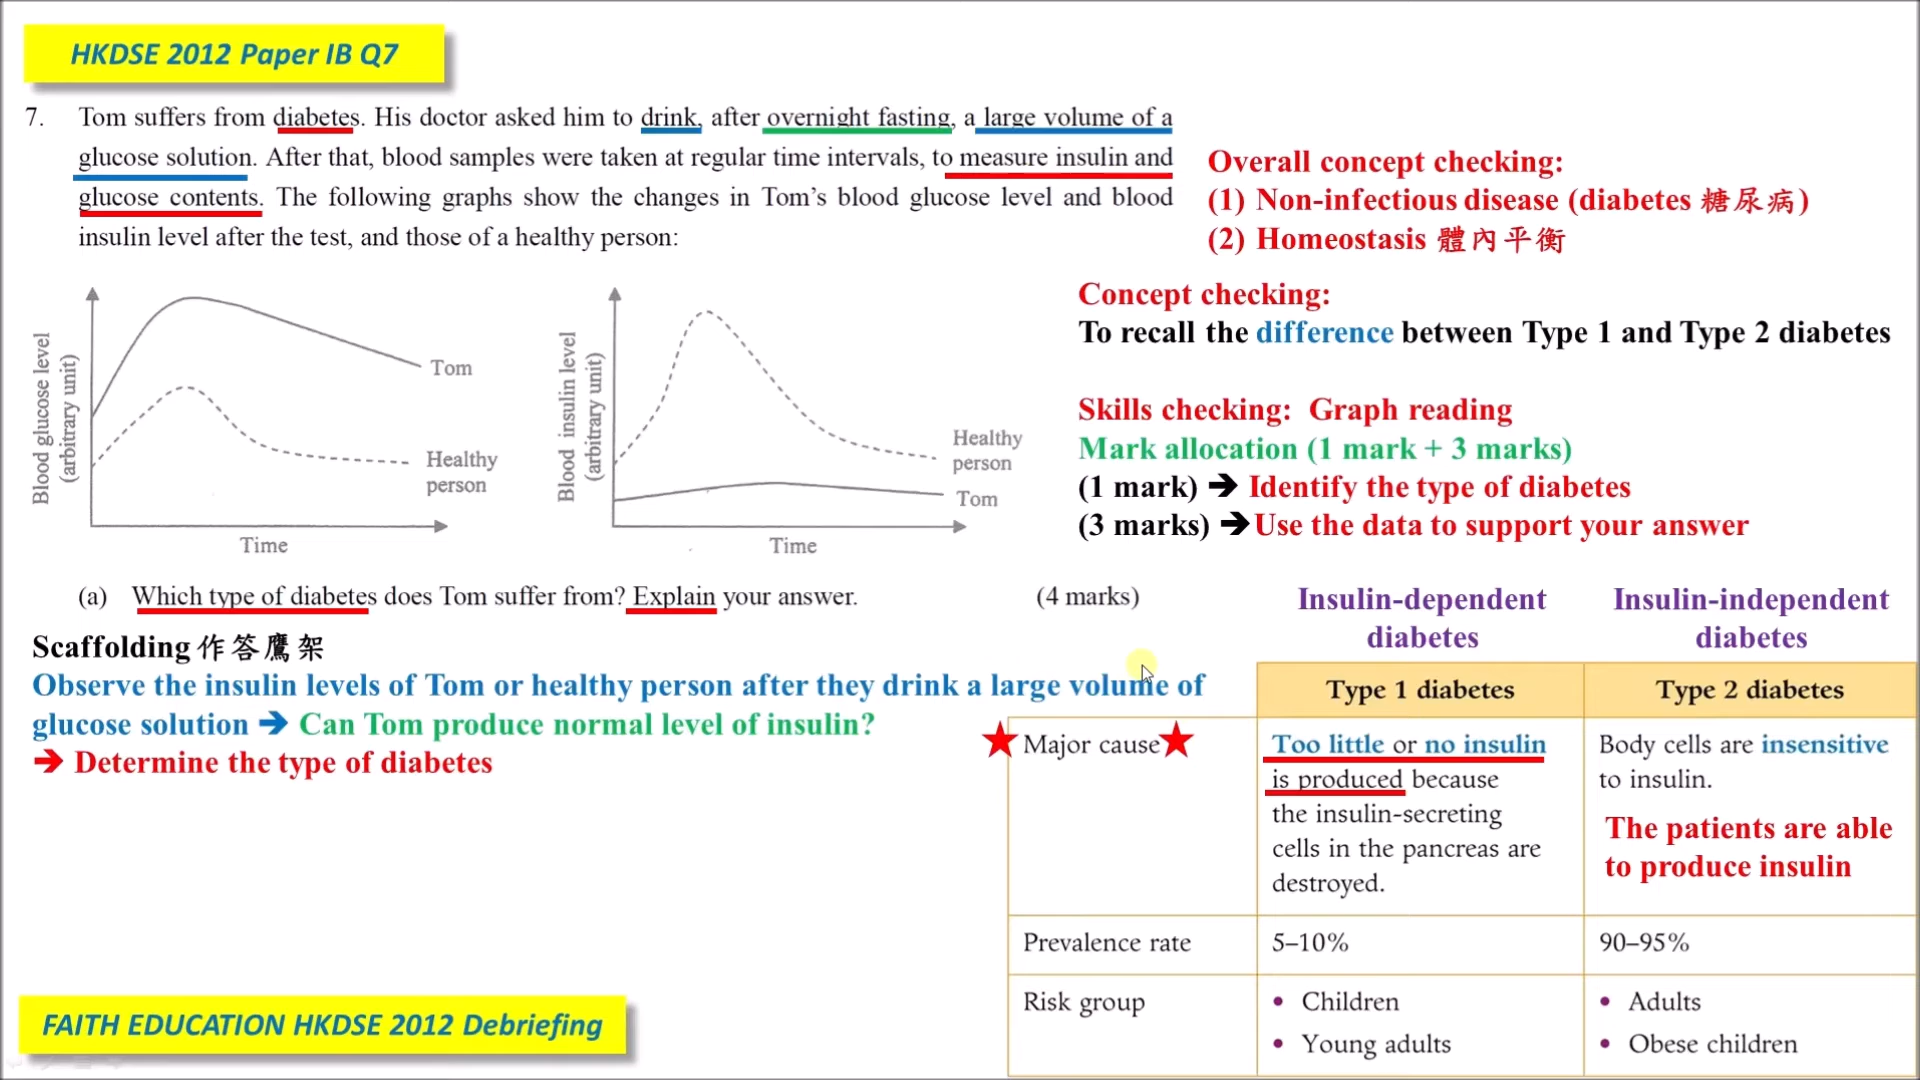 HKDSE 2012 Paper IB Q7
7. Tom suffers from diabetes. His doctor asked him to drink, after overnight fasting, a large volume of a
glucose solution. After that, blood samples were taken at regular time intervals, to measure insulin and
glucose contents. The following graphs show the changes in Tom's blood glucose level and blood
insulin level after the test, and those of a healthy person:
Overall concept checking:
(1) Non-infectious disease (diabetes 糖尿病)
(2) Homeostasis 體內平衡
Concept checking:
To recall the difference between Type 1 and Type 2 diabetes
Skills checking: Graph reading
Mark allocation (1 mark + 3 marks)
(1 mark) ➔ Identify the type of diabetes
(3 marks) ➔Use the data to support your answer
Blood glucose level
(arbitrary unit)
Tom
Healthy
person
Time
Blood insulin level
(arbitrary unit)
Healthy
person
Tom
Time
(a) Which type of diabetes does Tom suffer from? Explain your answer. (4 marks)
Scaffolding 作答鷹架
Observe the insulin levels of Tom or healthy person after they drink a large volume of
glucose solution ➔ Can Tom produce normal level of insulin?
➔ Determine the type of diabetes
Insulin-dependent
diabetes
Insulin-independent
diabetes
Type 1 diabetes
Type 2 diabetes
Major cause
Too little or no insulin
is produced because
the insulin-secreting
cells in the pancreas are
destroyed.
Body cells are insensitive
to insulin.
The patients are able
to produce insulin
Prevalence rate
5–10%
90–95%
Risk group
• Children
• Young adults
• Adults
• Obese children
FAITH EDUCATION HKDSE 2012 Debriefing